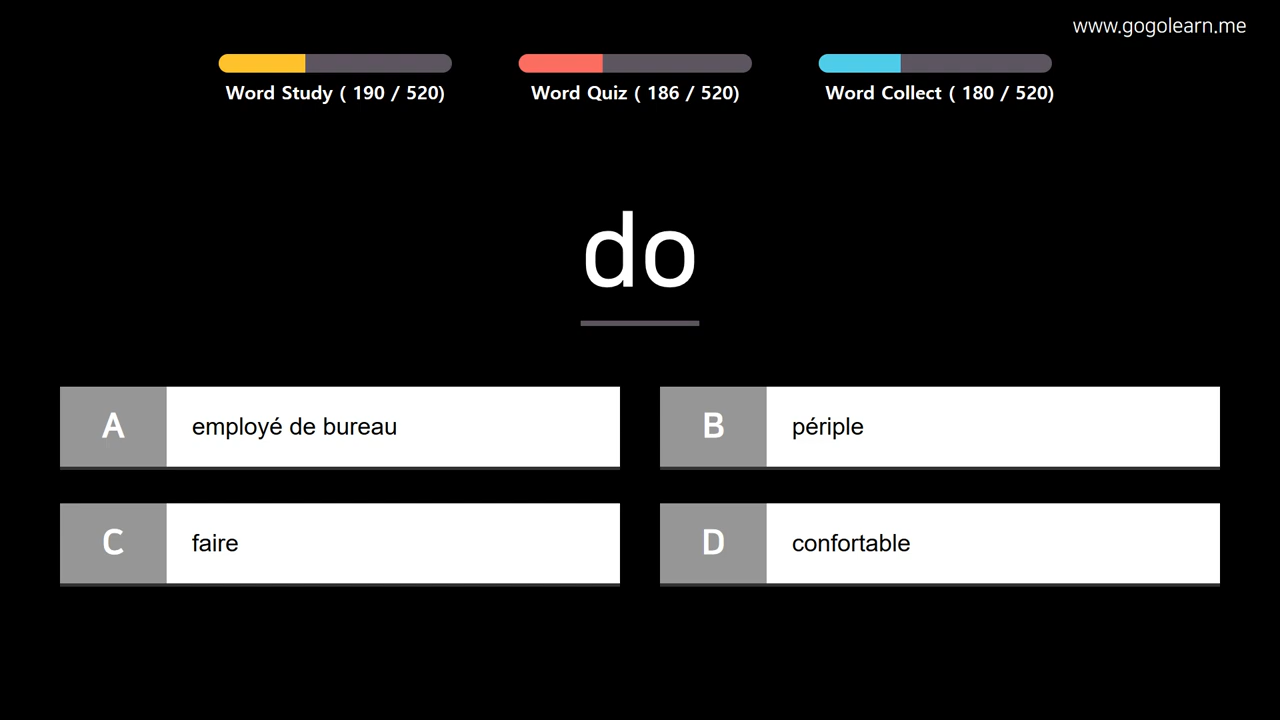 www.gogolearn.me
Word Study ( 190 / 520)
Word Quiz ( 186 / 520)
Word Collect ( 180 / 520)
do
A employé de bureau
B périple
C faire
D confortable